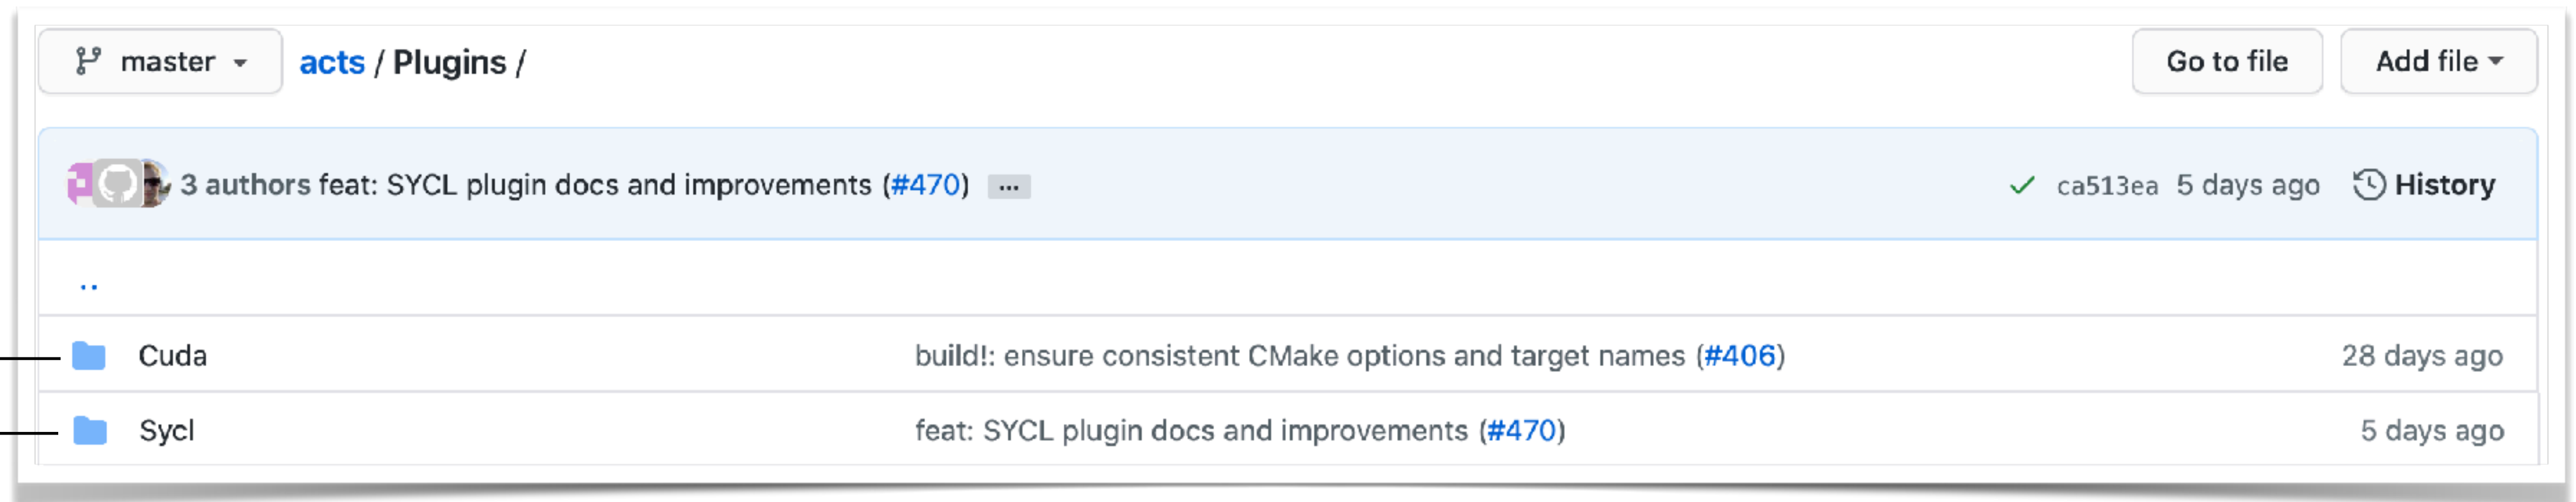 master acts / Plugins / Go to file Add file
3 authors feat: SYCL plugin docs and improvements (#470) ... ca513ea 5 days ago History
..
Cuda build!: ensure consistent CMake options and target names (#406) 28 days ago
Sycl feat: SYCL plugin docs and improvements (#470) 5 days ago